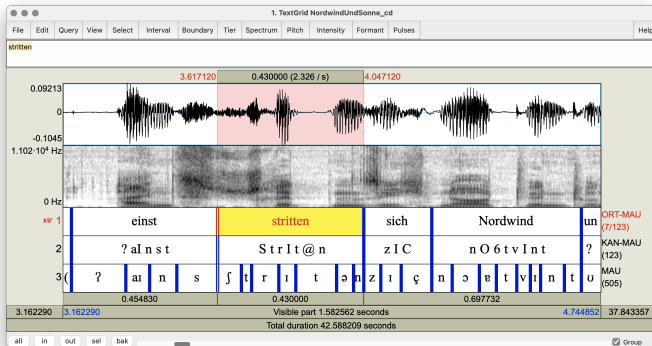 1. TextGrid NordwindUndSonne_cd
File Edit Query View Select Interval Boundary Tier Spectrum Pitch Intensity Formant Pulses Help
stritten
3.617120 0.430000 (2.326 / s) 4.047120
0.09213
0
-0.1045
1.102·10⁴ Hz
0 Hz
☞ 1 einst stritten sich Nordwind un ORT-MAU
(7/123)
2 ? aI n s t S t r I t @ n z I C n O 6 t v I n t ? KAN-MAU
(123)
3 ( ʔ aɪ n s ʃ t r ɪ t ə n z ɪ ç n ɔ ɐ t v ɪ n t ʊ MAU
(505)
0.454830 0.430000 0.697732
3.162290 3.162290 Visible part 1.582562 seconds 4.744852 37.843357
Total duration 42.588209 seconds
all in out sel bak Group